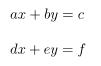 ax + by = c
dx + ey = f